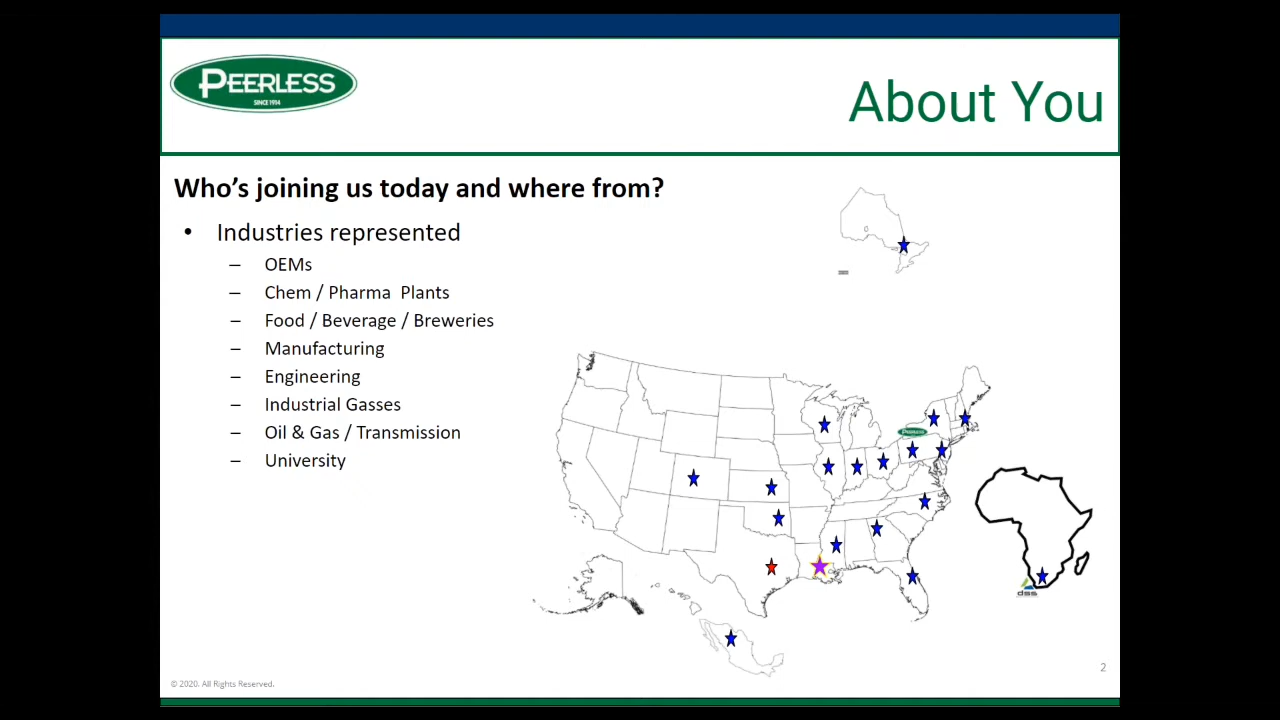 PEERLESS
SINCE 1914
About You
Who's joining us today and where from?
• Industries represented
– OEMs
– Chem / Pharma Plants
– Food / Beverage / Breweries
– Manufacturing
– Engineering
– Industrial Gasses
– Oil & Gas / Transmission
– University
PEERLESS
dss
2
© 2020. All Rights Reserved.